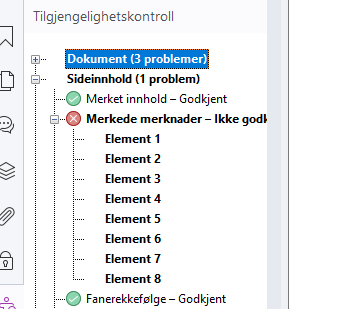 Tilgjengelighetskontroll
Dokument (3 problemer)
Sideinnhold (1 problem)
Merket innhold – Godkjent
Merkede merknader – Ikke godk
Element 1
Element 2
Element 3
Element 4
Element 5
Element 6
Element 7
Element 8
Fanerekkefølge – Godkjent